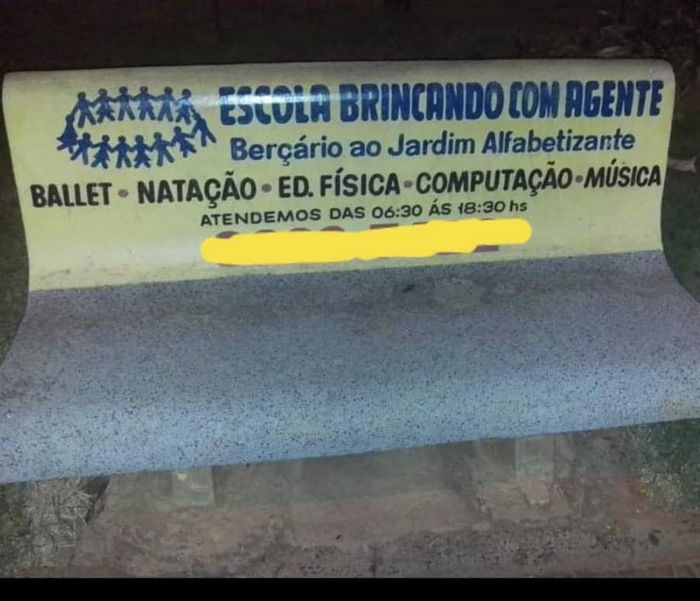 ESCOLA BRINCANDO COM AGENTE
Berçário ao Jardim Alfabetizante
BALLET • NATAÇÃO • ED. FÍSICA • COMPUTAÇÃO • MÚSICA
ATENDEMOS DAS 06:30 ÁS 18:30 hs